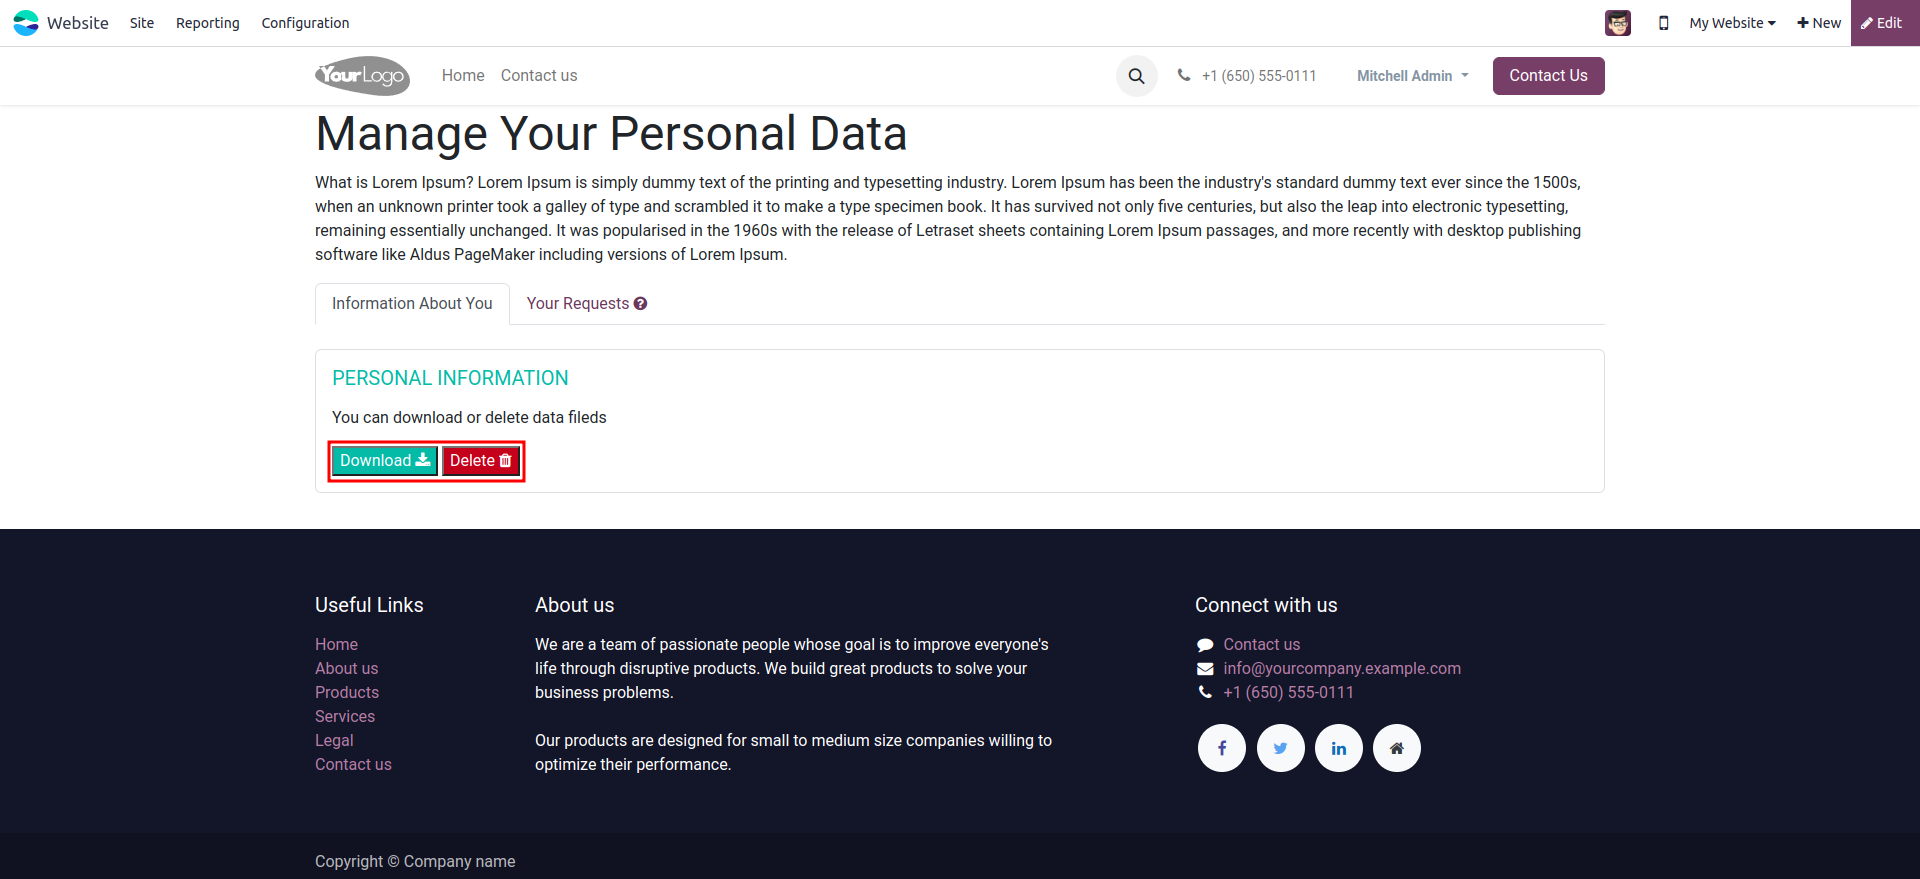 Website Site Reporting Configuration My Website New Edit
YourLogo Home Contact us +1 (650) 555-0111 Mitchell Admin Contact Us
Manage Your Personal Data
What is Lorem Ipsum? Lorem Ipsum is simply dummy text of the printing and typesetting industry. Lorem Ipsum has been the industry's standard dummy text ever since the 1500s,
when an unknown printer took a galley of type and scrambled it to make a type specimen book. It has survived not only five centuries, but also the leap into electronic typesetting,
remaining essentially unchanged. It was popularised in the 1960s with the release of Letraset sheets containing Lorem Ipsum passages, and more recently with desktop publishing
software like Aldus PageMaker including versions of Lorem Ipsum.
Information About You Your Requests
PERSONAL INFORMATION
You can download or delete data fileds
Download Delete
Useful Links
Home
About us
Products
Services
Legal
Contact us
About us
We are a team of passionate people whose goal is to improve everyone's
life through disruptive products. We build great products to solve your
business problems.
Our products are designed for small to medium size companies willing to
optimize their performance.
Connect with us
Contact us
info@yourcompany.example.com
+1 (650) 555-0111
Copyright © Company name